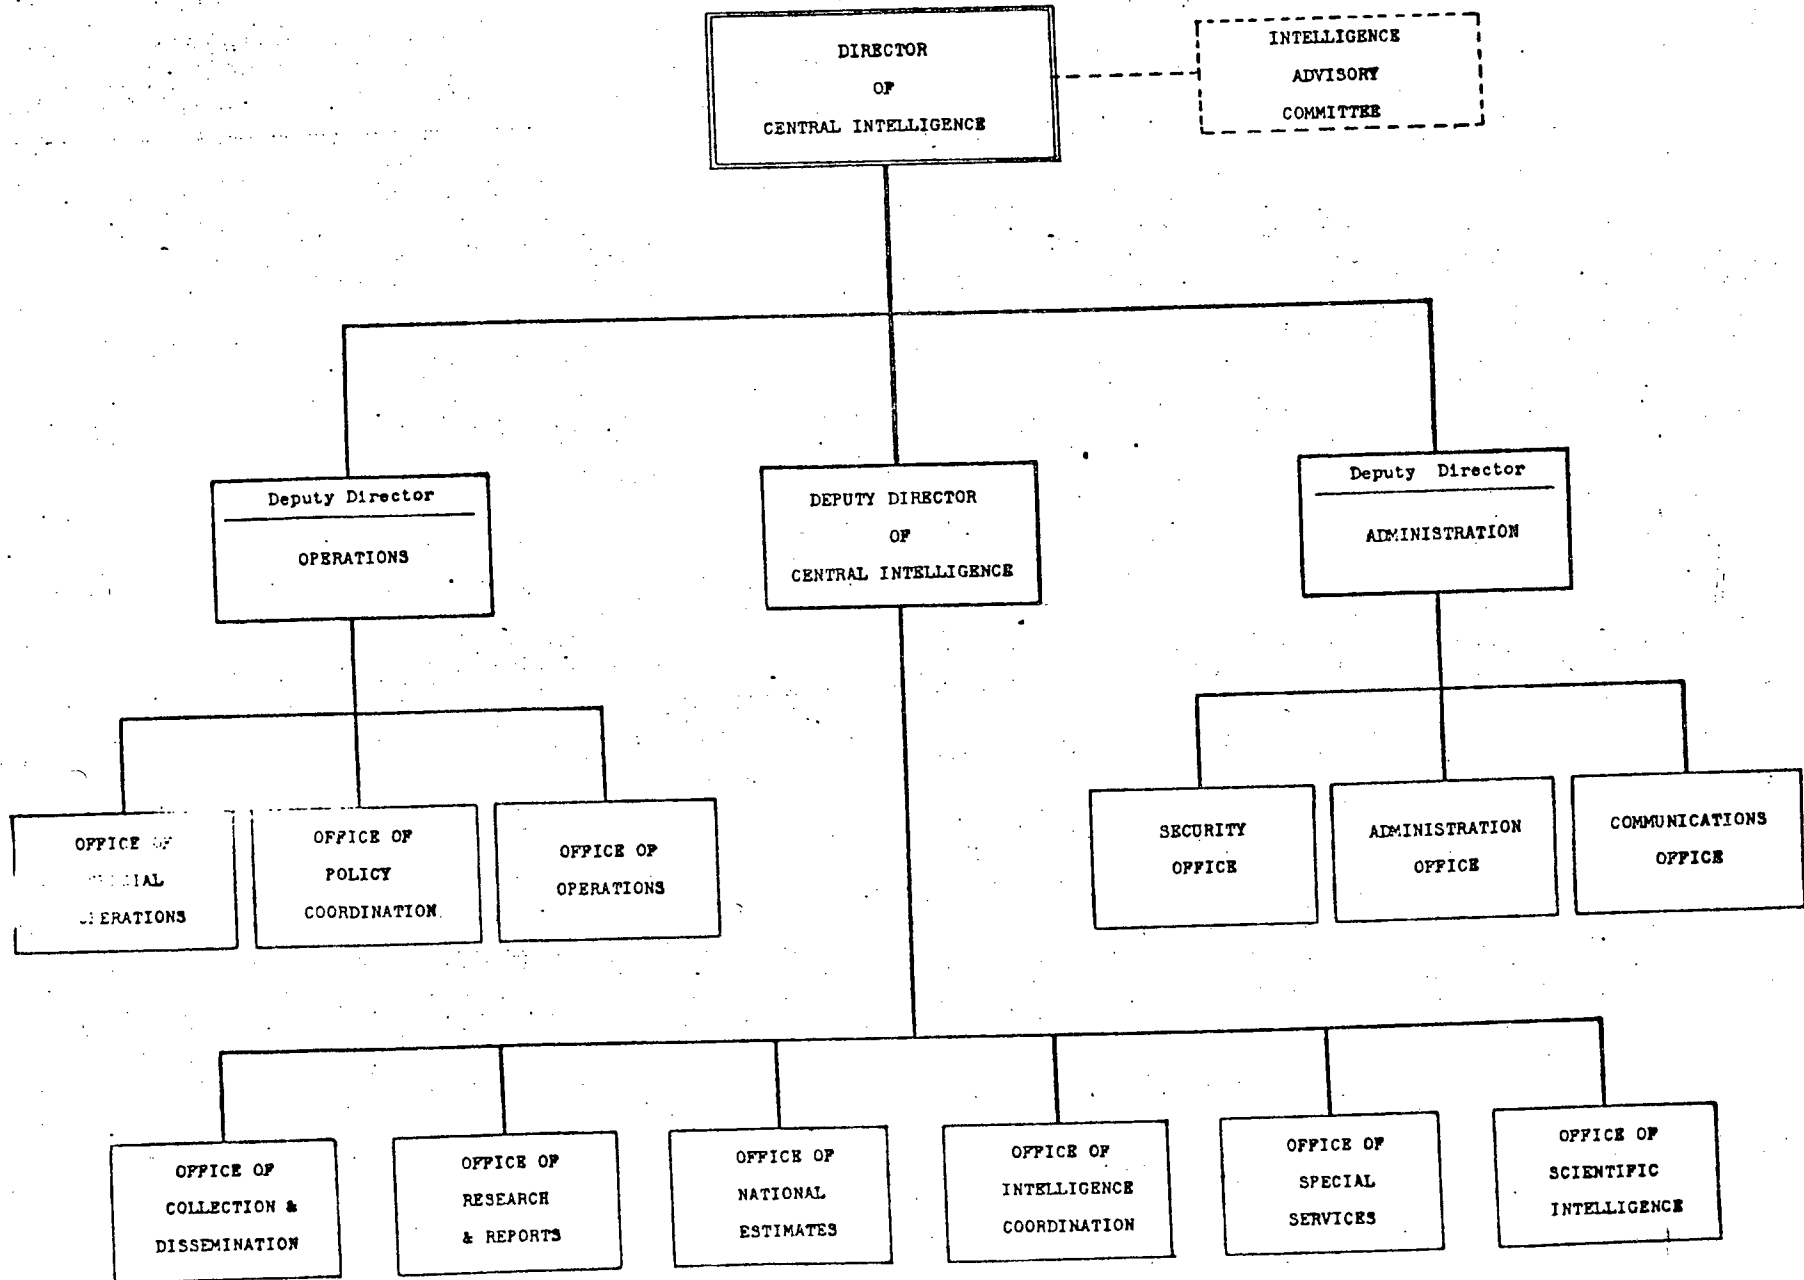 DIRECTOR
OF
CENTRAL INTELLIGENCE
INTELLIGENCE
ADVISORY
COMMITTEE
Deputy Director
OPERATIONS
DEPUTY DIRECTOR
OF
CENTRAL INTELLIGENCE
Deputy Director
ADMINISTRATION
OFFICE OF
OPERATIONS
OFFICE OF
POLICY
COORDINATION
OFFICE OF
OPERATIONS
SECURITY
OFFICE
ADMINISTRATION
OFFICE
COMMUNICATIONS
OFFICE
OFFICE OF
COLLECTION &
DISSEMINATION
OFFICE OF
RESEARCH
& REPORTS
OFFICE OF
NATIONAL
ESTIMATES
OFFICE OF
INTELLIGENCE
COORDINATION
OFFICE OF
SPECIAL
SERVICES
OFFICE OF
SCIENTIFIC
INTELLIGENCE